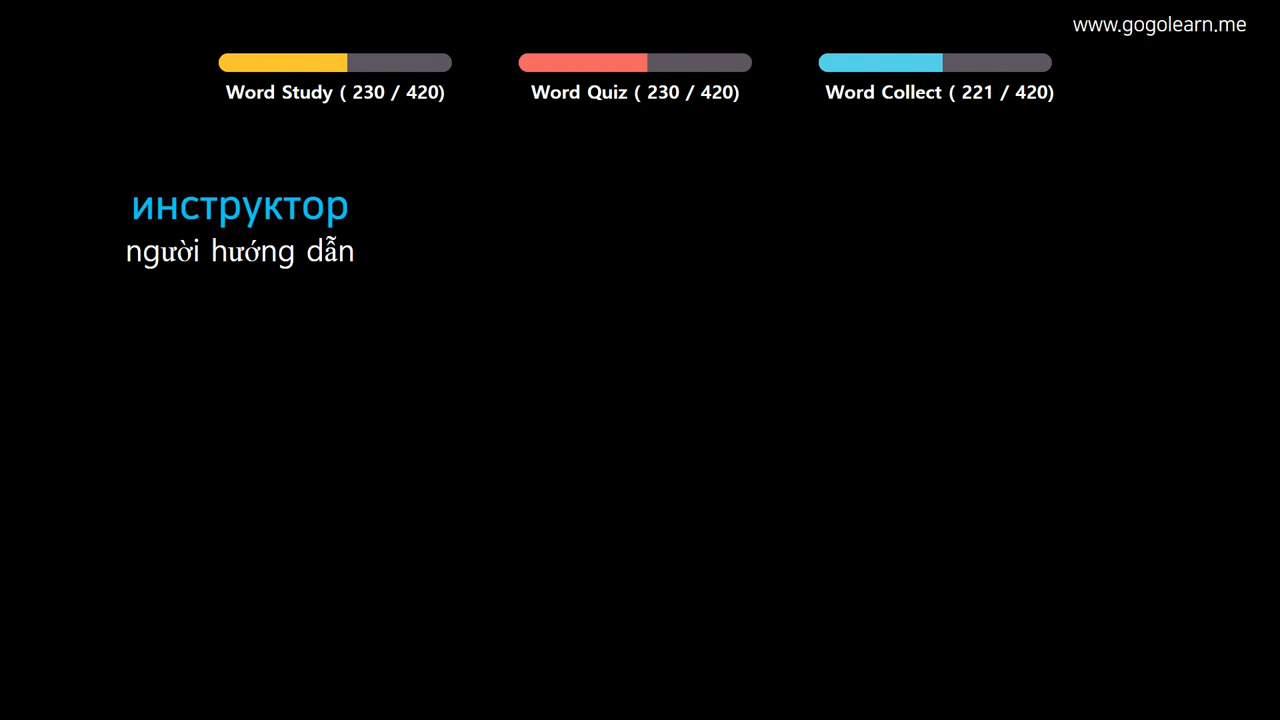 www.gogolearn.me
Word Study ( 230 / 420)
Word Quiz ( 230 / 420)
Word Collect ( 221 / 420)
инструктор
người hướng dẫn